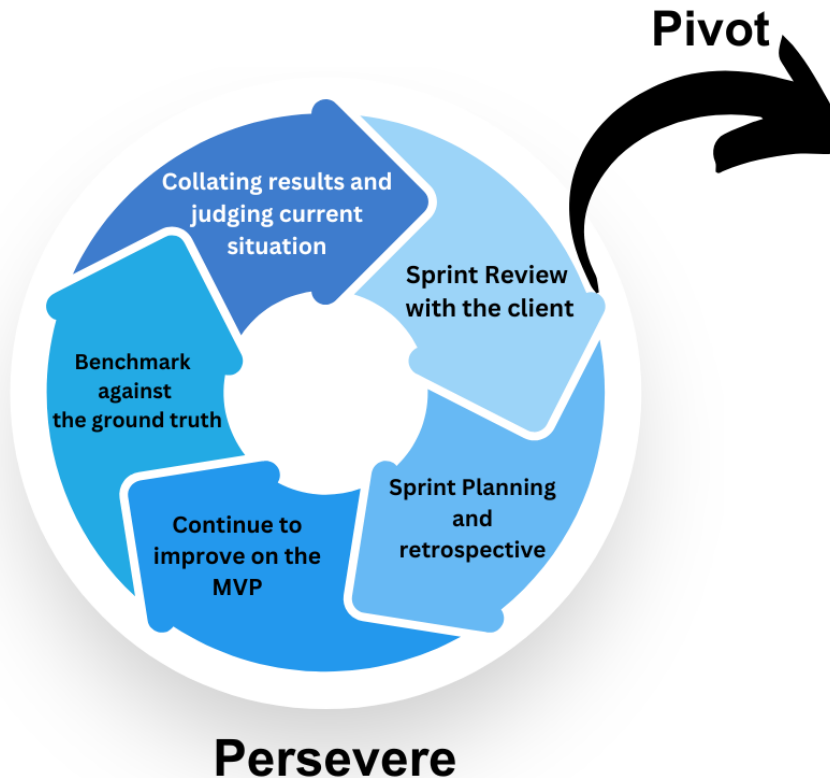 Pivot
Collating results and
judging current
situation
Sprint Review
with the client
Sprint Planning
and
retrospective
Continue to
improve on the
MVP
Benchmark
against
the ground truth
Persevere